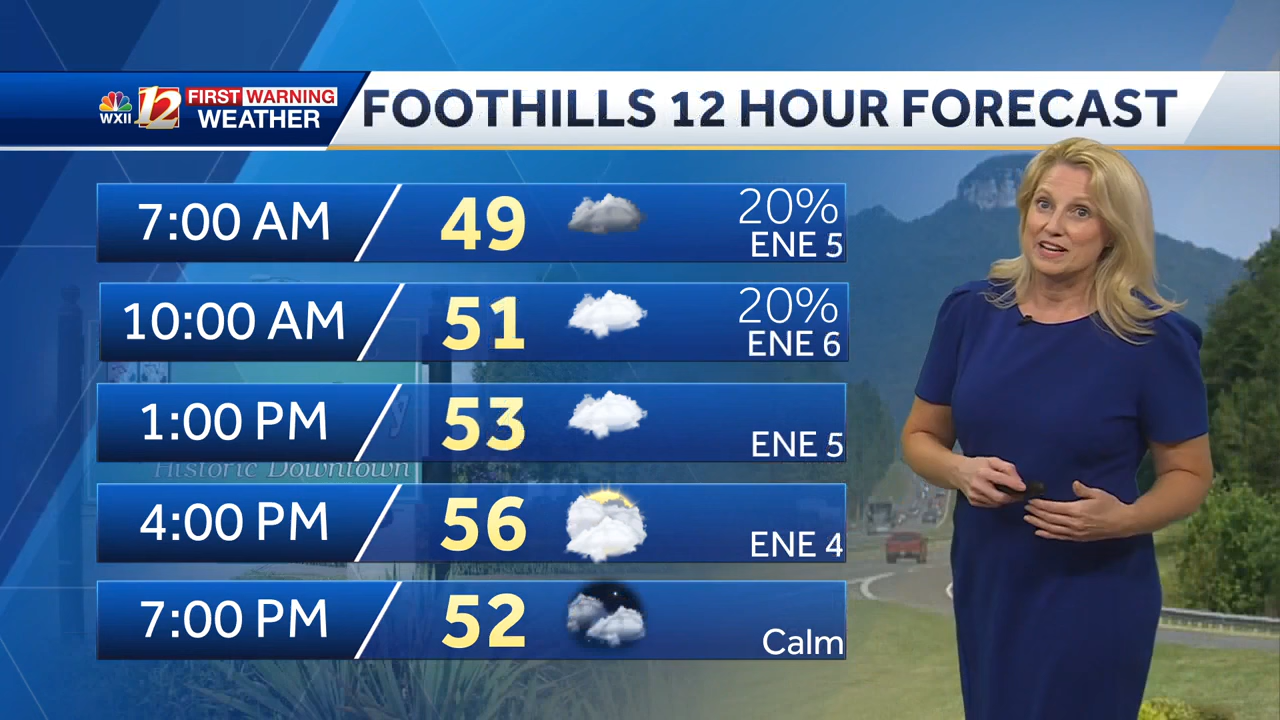 WXII 12 FIRST WARNING WEATHER
FOOTHILLS 12 HOUR FORECAST
7:00 AM 49 20% ENE 5
10:00 AM 51 20% ENE 6
1:00 PM 53 ENE 5
Historic Downtown
4:00 PM 56 ENE 4
7:00 PM 52 Calm